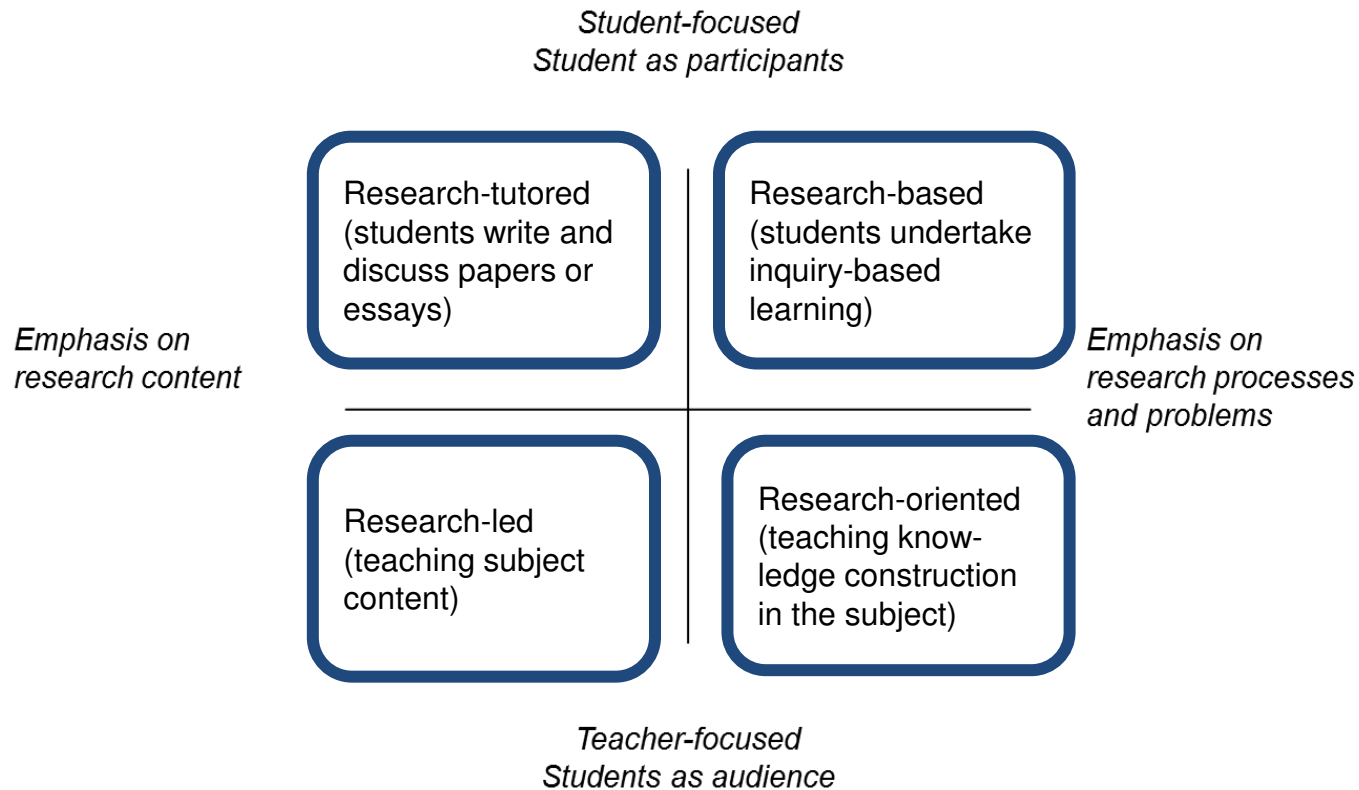 Student-focused
Student as participants
Research-tutored
(students write and
discuss papers or
essays)
Research-based
(students undertake
inquiry-based
learning)
Emphasis on
research content
Emphasis on
research processes
and problems
Research-led
(teaching subject
content)
Research-oriented
(teaching know-
ledge construction
in the subject)
Teacher-focused
Students as audience